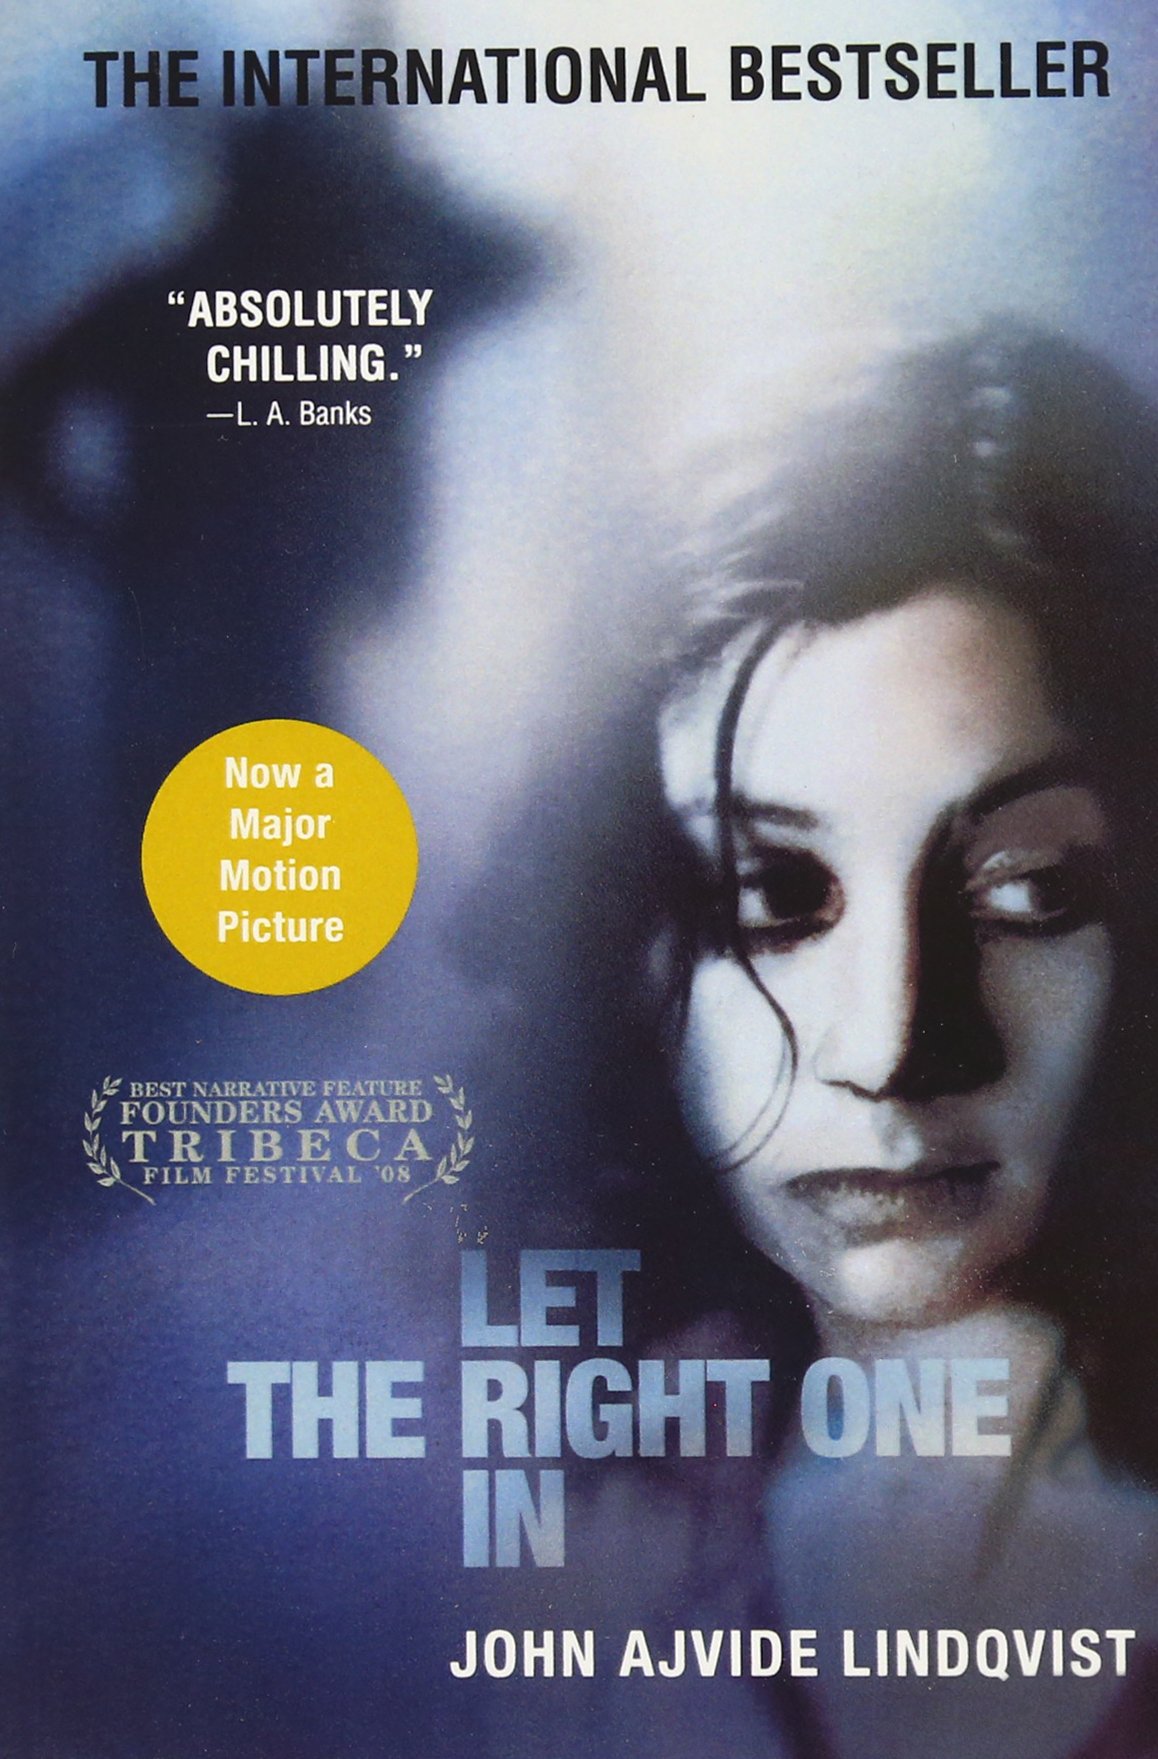 THE INTERNATIONAL BESTSELLER
“ABSOLUTELY
CHILLING.”
—L. A. Banks
Now a
Major
Motion
Picture
BEST NARRATIVE FEATURE
FOUNDERS AWARD
TRIBECA
FILM FESTIVAL '08
LET
THE RIGHT ONE
IN
JOHN AJVIDE LINDQVIST